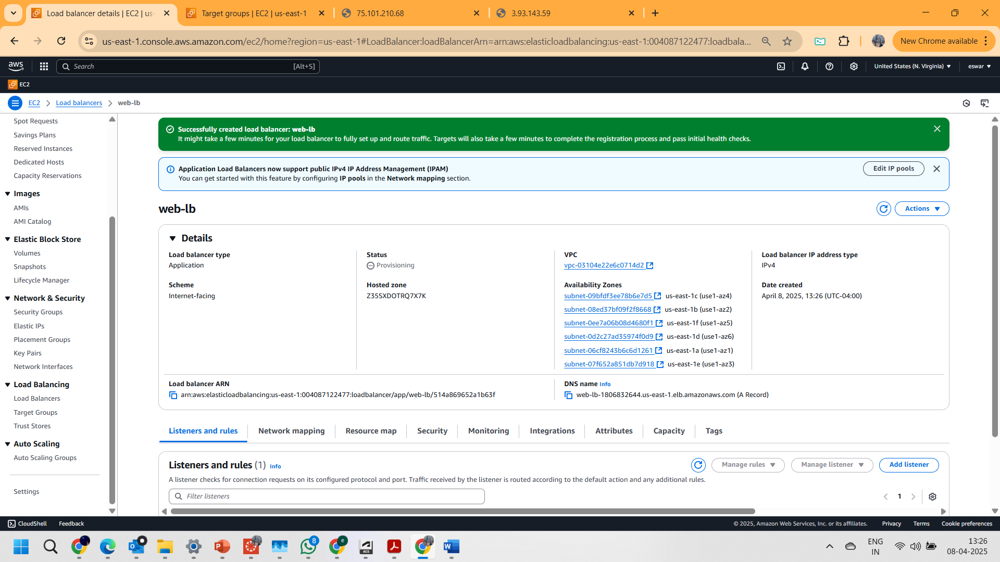 Load balancer details | EC2 | us-
Target groups | EC2 | us-east-1
75.101.210.68
3.93.143.59
us-east-1.console.aws.amazon.com/ec2/home?region=us-east-1#LoadBalancer:loadBalancerArn=arn:aws:elasticloadbalancing:us-east-1:004087122477:loadbala...
New Chrome available
aws
Search
[Alt+S]
United States (N. Virginia)
eswar
EC2
EC2
Load balancers
web-lb
Spot Requests
Savings Plans
Reserved Instances
Dedicated Hosts
Capacity Reservations
Images
AMIs
AMI Catalog
Elastic Block Store
Volumes
Snapshots
Lifecycle Manager
Network & Security
Security Groups
Elastic IPs
Placement Groups
Key Pairs
Network Interfaces
Load Balancing
Load Balancers
Target Groups
Trust Stores
Auto Scaling
Auto Scaling Groups
Settings
Successfully created load balancer: web-lb
It might take a few minutes for your load balancer to fully set up and route traffic. Targets will also take a few minutes to complete the registration process and pass initial health checks.
Application Load Balancers now support public IPv4 IP Address Management (IPAM)
You can get started with this feature by configuring IP pools in the Network mapping section.
Edit IP pools
web-lb
Actions
Details
Load balancer type
Application
Status
Provisioning
VPC
vpc-03104e22e6c0714d2
Load balancer IP address type
IPv4
Scheme
Internet-facing
Hosted zone
Z35SXDOTRQ7X7K
Availability Zones
subnet-09bfdf3ee78b6e7d5 us-east-1c (use1-az4)
subnet-08ed37bf09f2f8668 us-east-1b (use1-az2)
subnet-0ee7a06b08d4680f1 us-east-1f (use1-az5)
subnet-0d2c27ad35974f0d9 us-east-1d (use1-az6)
subnet-06cf8243b6c6d1261 us-east-1a (use1-az1)
subnet-07f652a851db7d918 us-east-1e (use1-az3)
Date created
April 8, 2025, 13:26 (UTC-04:00)
Load balancer ARN
arn:aws:elasticloadbalancing:us-east-1:004087122477:loadbalancer/app/web-lb/514a869652a1b63f
DNS name Info
web-lb-1806832644.us-east-1.elb.amazonaws.com (A Record)
Listeners and rules
Network mapping
Resource map
Security
Monitoring
Integrations
Attributes
Capacity
Tags
Listeners and rules (1) Info
Manage rules
Manage listener
Add listener
A listener checks for connection requests on its configured protocol and port. Traffic received by the listener is routed according to the default action and any additional rules.
Filter listeners
1
CloudShell
Feedback
© 2025, Amazon Web Services, Inc. or its affiliates.
Privacy
Terms
Cookie preferences
8
e
ACS
ENG
IN
13:26
08-04-2025